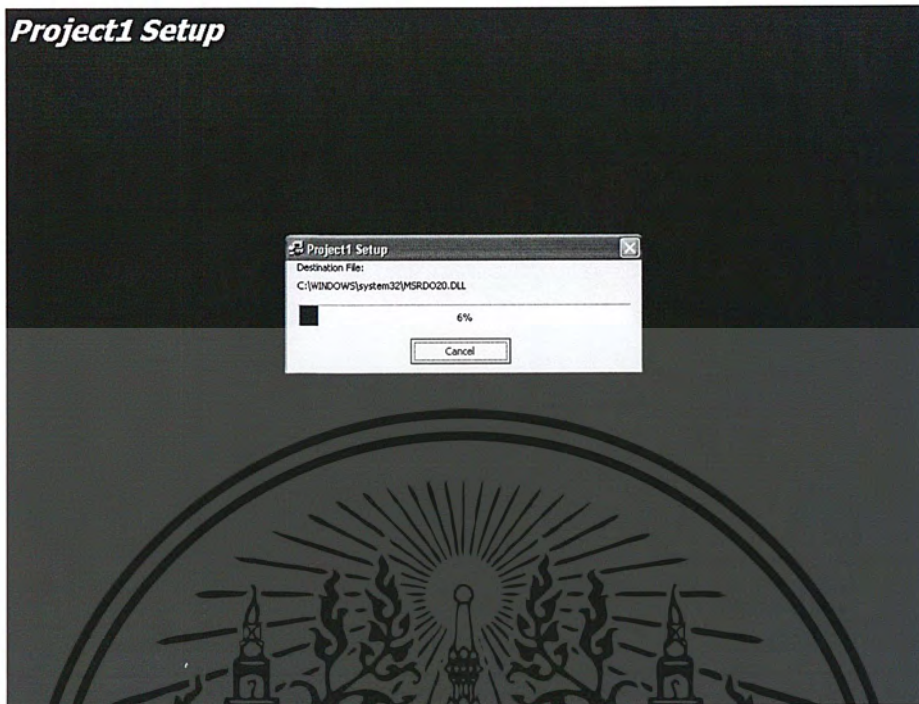 Project1 Setup
Project1 Setup
Destination File:
C:\WINDOWS\system32\MSRDO20.DLL
6%
Cancel